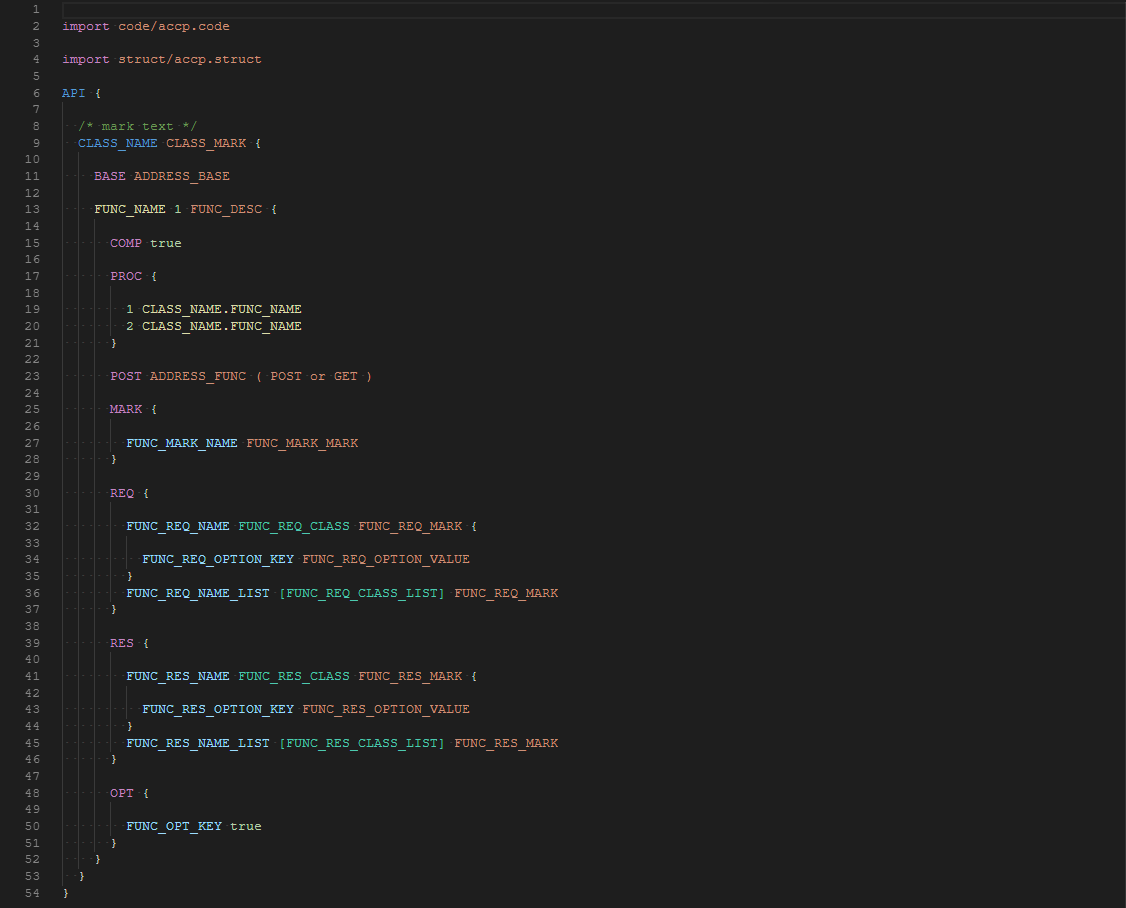 1
2 import code/accp.code
3
4 import struct/accp.struct
5
6 API {
7
8 /* mark text */
9 CLASS_NAME CLASS_MARK {
10
11 BASE ADDRESS_BASE
12
13 FUNC_NAME 1 FUNC_DESC {
14
15 COMP true
16
17 PROC {
18
19 1 CLASS_NAME.FUNC_NAME
20 2 CLASS_NAME.FUNC_NAME
21 }
22
23 POST ADDRESS_FUNC ( POST or GET )
24
25 MARK {
26
27 FUNC_MARK_NAME FUNC_MARK_MARK
28 }
29
30 REQ {
31
32 FUNC_REQ_NAME FUNC_REQ_CLASS FUNC_REQ_MARK {
33
34 FUNC_REQ_OPTION_KEY FUNC_REQ_OPTION_VALUE
35 }
36 FUNC_REQ_NAME_LIST [FUNC_REQ_CLASS_LIST] FUNC_REQ_MARK
37 }
38
39 RES {
40
41 FUNC_RES_NAME FUNC_RES_CLASS FUNC_RES_MARK {
42
43 FUNC_RES_OPTION_KEY FUNC_RES_OPTION_VALUE
44 }
45 FUNC_RES_NAME_LIST [FUNC_RES_CLASS_LIST] FUNC_RES_MARK
46 }
47
48 OPT {
49
50 FUNC_OPT_KEY true
51 }
52 }
53 }
54 }